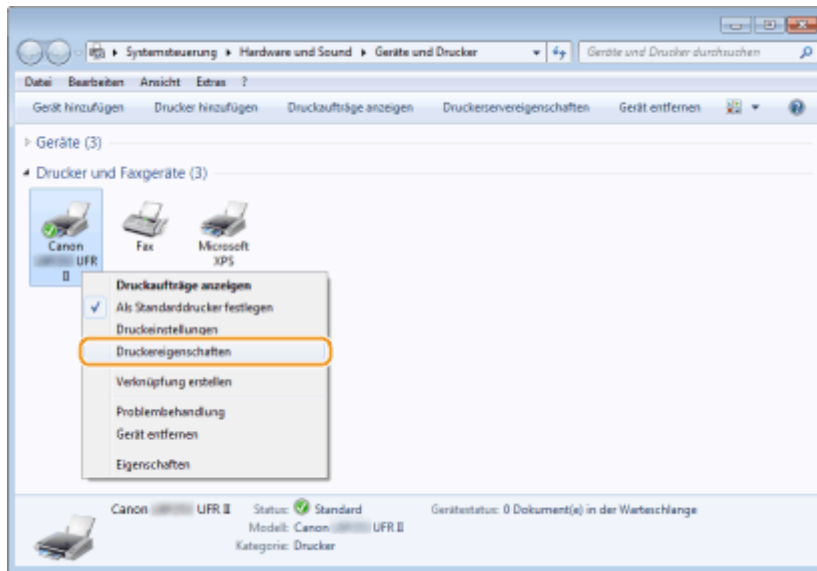 Systemsteuerung ▸ Hardware und Sound ▸ Geräte und Drucker
Geräte und Drucker durchsuchen
Datei Bearbeiten Ansicht Extras ?
Gerät hinzufügen Drucker hinzufügen Druckaufträge anzeigen Druckerservereigenschaften Gerät entfernen
Geräte (3)
Drucker und Faxgeräte (3)
Canon UFR II
Fax
Microsoft XPS
Druckaufträge anzeigen
Als Standarddrucker festlegen
Druckeinstellungen
Druckereigenschaften
Verknüpfung erstellen
Problembehandlung
Gerät entfernen
Eigenschaften
Canon UFR II Status: Standard Gerätestatus: 0 Dokument(e) in der Warteschlange
Modell: Canon UFR II
Kategorie: Drucker